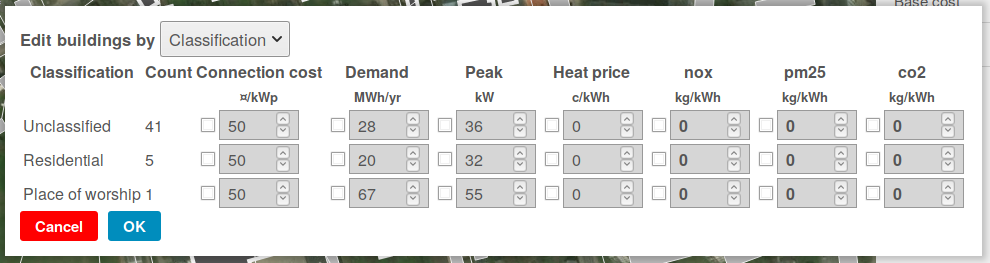 Base cost
Edit buildings by Classification
Classification Count Connection cost Demand Peak Heat price nox pm25 co2
¤/kWp MWh/yr kW c/kWh kg/kWh kg/kWh kg/kWh
Unclassified 41 50 28 36 0 0 0 0
Residential 5 50 20 32 0 0 0 0
Place of worship 1 50 67 55 0 0 0 0
Cancel OK